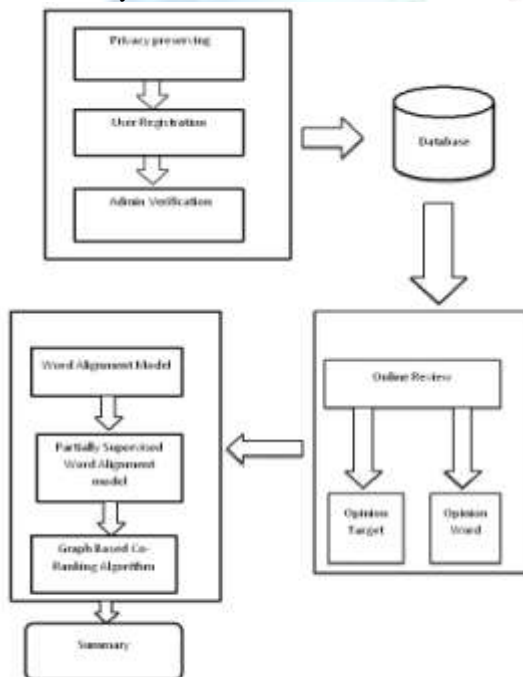 Privacy preserving
User Registration
Admin Verification
Database
Online Review
Opinion
Target
Opinion
Word
Word Alignment Model
Partially Supervised
Word Alignment
model
Graph Based Co-
Ranking Algorithm
Summary